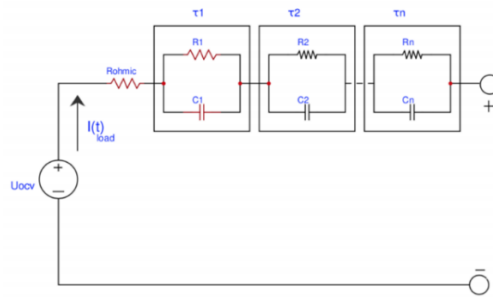 τ1 τ2 τn
R1 R2 Rn
Rohmic
C1 C2 Cn
I(t)
load
+
+
Uocv
−
−